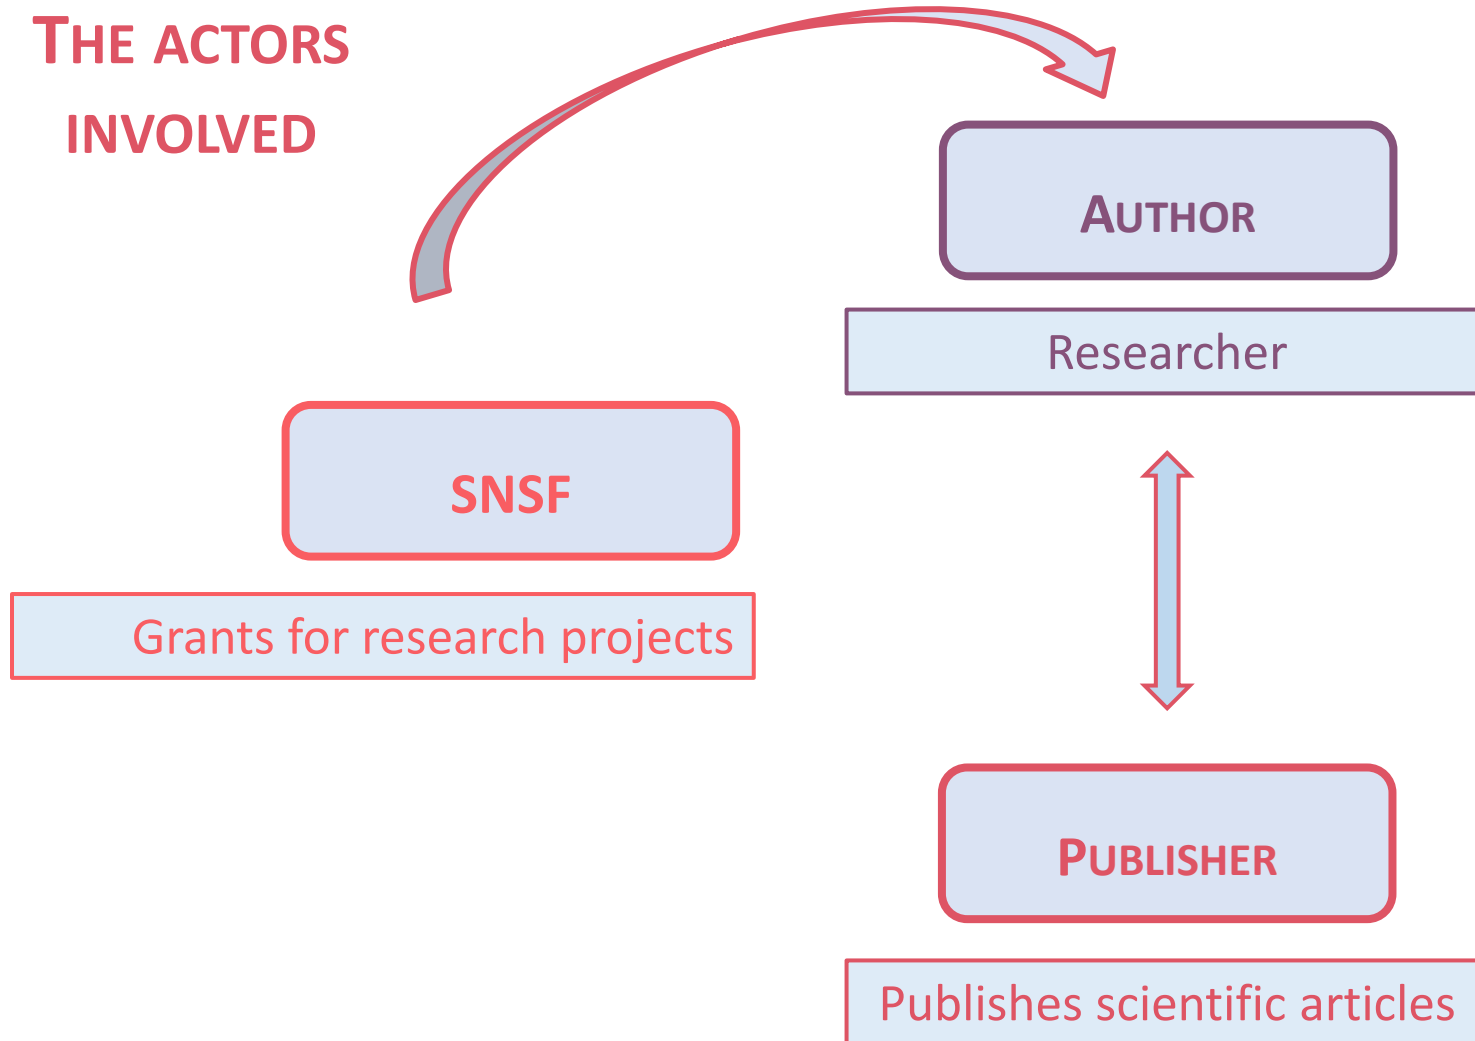 THE ACTORS
INVOLVED
AUTHOR
Researcher
SNSF
Grants for research projects
PUBLISHER
Publishes scientific articles